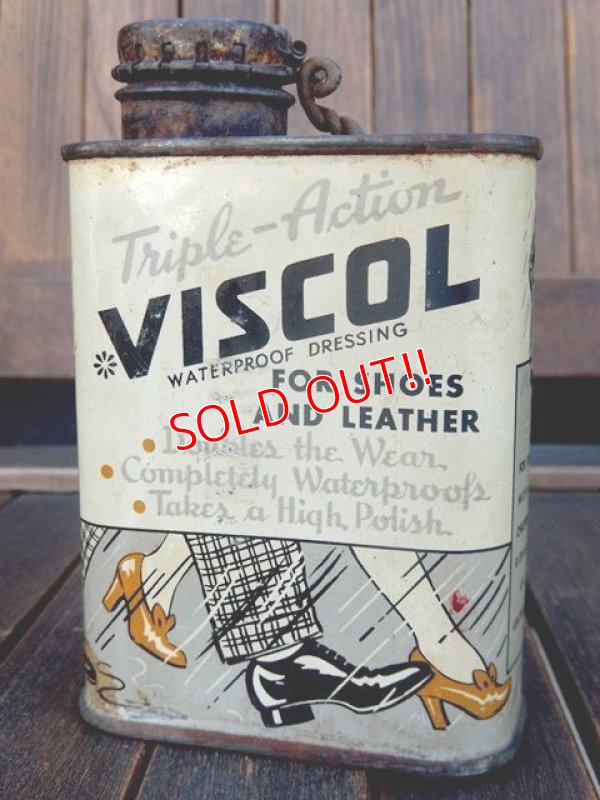 Triple-Action
*VISCOL
WATERPROOF DRESSING
FOR SHOES
AND LEATHER
SOLD OUT!!
• Doubles the Wear
• Completely Waterproofs
• Takes a High Polish